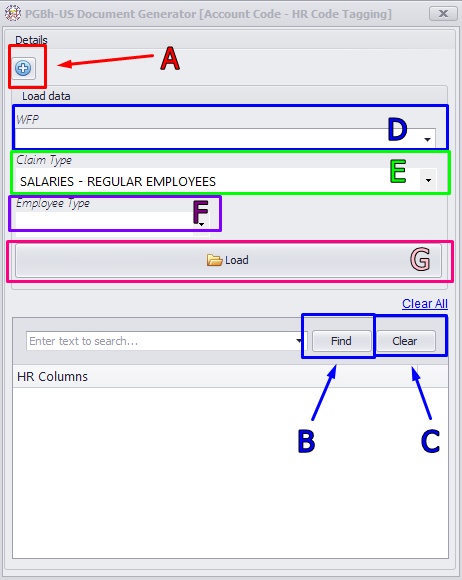 PGBh-US Document Generator [Account Code - HR Code Tagging]
Details
A
Load data
WFP
D
Claim Type
E
SALARIES - REGULAR EMPLOYEES
Employee Type
F
Load
G
Clear All
Enter text to search...
Find
Clear
HR Columns
B
C